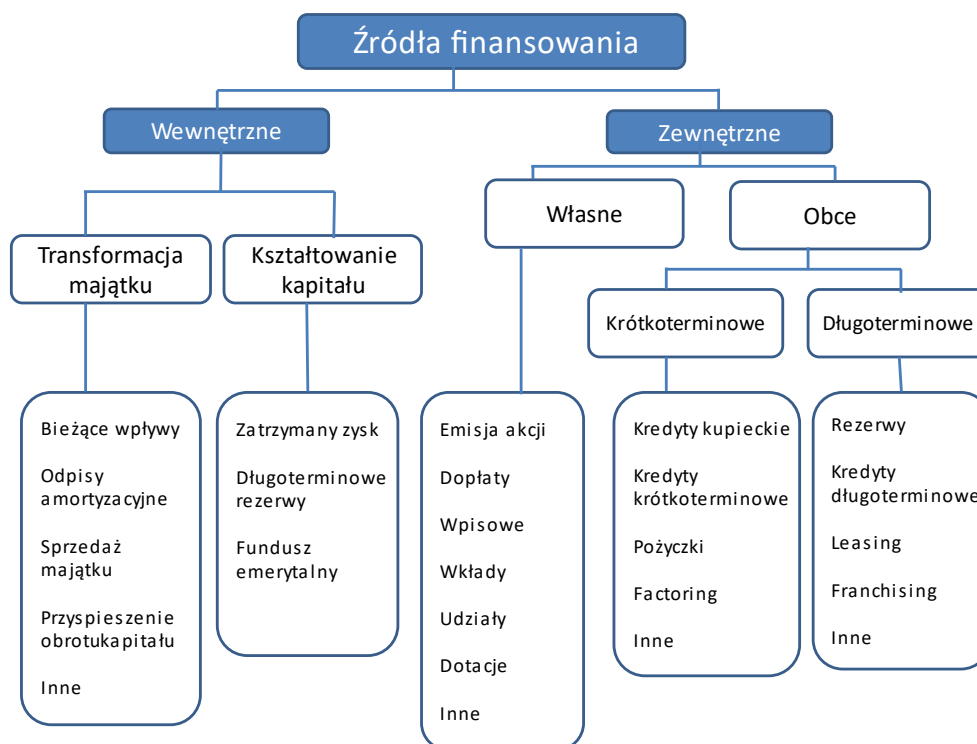 Źródła finansowania
Wewnętrzne
Zewnętrzne
Własne
Obce
Transformacja
majątku
Kształtowanie
kapitału
Krótkoterminowe
Długoterminowe
Bieżące wpływy
Odpisy
amortyzacyjne
Sprzedaż
majątku
Przyspieszenie
obrotukapitału
Inne
Zatrzymany zysk
Długoterminowe
rezerwy
Fundusz
emerytalny
Emisja akcji
Dopłaty
Wpisowe
Wkłady
Udziały
Dotacje
Inne
Kredyty kupieckie
Kredyty
krótkoterminowe
Pożyczki
Factoring
Inne
Rezerwy
Kredyty
długoterminowe
Leasing
Franchising
Inne